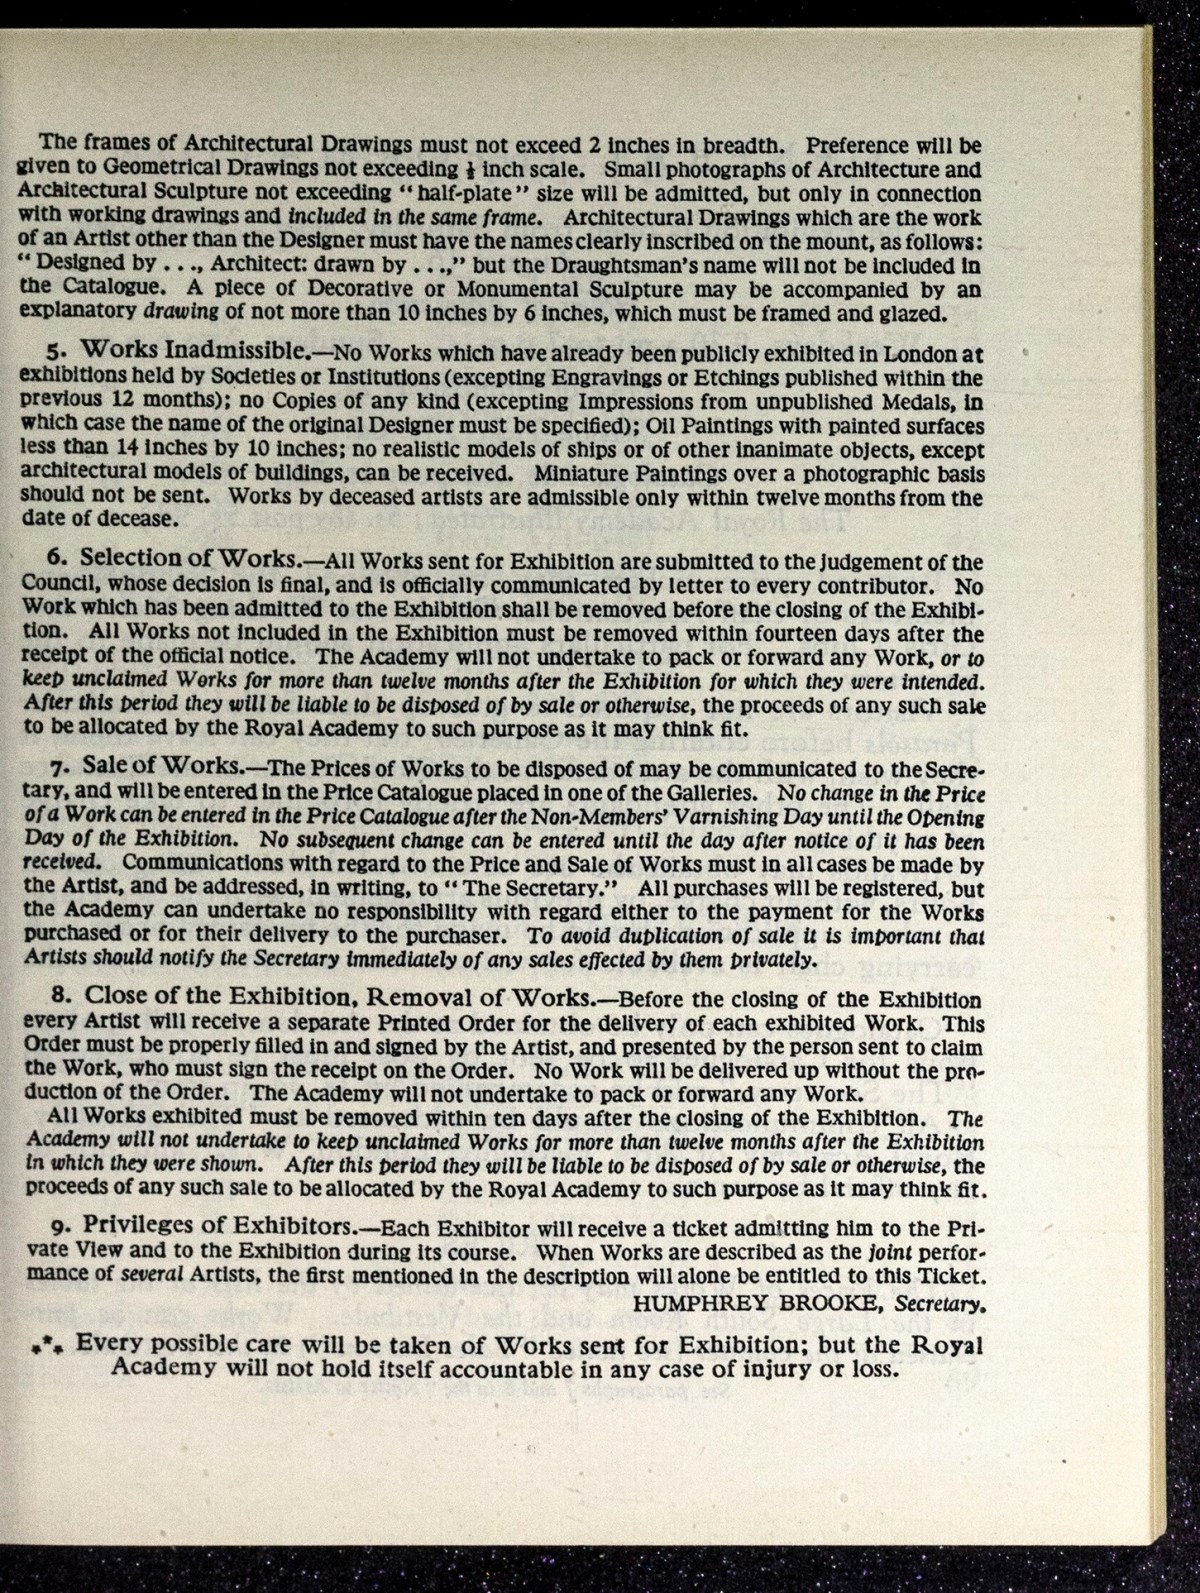 The frames of Architectural Drawings must not exceed 2 inches in breadth. Preference will be
given to Geometrical Drawings not exceeding ½ inch scale. Small photographs of Architecture and
Architectural Sculpture not exceeding “half-plate” size will be admitted, but only in connection
with working drawings and included in the same frame. Architectural Drawings which are the work
of an Artist other than the Designer must have the names clearly inscribed on the mount, as follows:
“Designed by . . ., Architect: drawn by . . .,” but the Draughtsman’s name will not be included in
the Catalogue. A piece of Decorative or Monumental Sculpture may be accompanied by an
explanatory drawing of not more than 10 inches by 6 inches, which must be framed and glazed.
5. Works Inadmissible.—No Works which have already been publicly exhibited in London at
exhibitions held by Societies or Institutions (excepting Engravings or Etchings published within the
previous 12 months); no Copies of any kind (excepting Impressions from unpublished Medals, in
which case the name of the original Designer must be specified); Oil Paintings with painted surfaces
less than 14 inches by 10 inches; no realistic models of ships or of other inanimate objects, except
architectural models of buildings, can be received. Miniature Paintings over a photographic basis
should not be sent. Works by deceased artists are admissible only within twelve months from the
date of decease.
6. Selection of Works.—All Works sent for Exhibition are submitted to the judgement of the
Council, whose decision is final, and is officially communicated by letter to every contributor. No
Work which has been admitted to the Exhibition shall be removed before the closing of the Exhibi-
tion. All Works not included in the Exhibition must be removed within fourteen days after the
receipt of the official notice. The Academy will not undertake to pack or forward any Work, or to
keep unclaimed Works for more than twelve months after the Exhibition for which they were intended.
After this period they will be liable to be disposed of by sale or otherwise, the proceeds of any such sale
to be allocated by the Royal Academy to such purpose as it may think fit.
7. Sale of Works.—The Prices of Works to be disposed of may be communicated to the Secre-
tary, and will be entered in the Price Catalogue placed in one of the Galleries. No change in the Price
of a Work can be entered in the Price Catalogue after the Non-Members’ Varnishing Day until the Opening
Day of the Exhibition. No subsequent change can be entered until the day after notice of it has been
received. Communications with regard to the Price and Sale of Works must in all cases be made by
the Artist, and be addressed, in writing, to “The Secretary.” All purchases will be registered, but
the Academy can undertake no responsibility with regard either to the payment for the Works
purchased or for their delivery to the purchaser. To avoid duplication of sale it is important that
Artists should notify the Secretary immediately of any sales effected by them privately.
8. Close of the Exhibition, Removal of Works.—Before the closing of the Exhibition
every Artist will receive a separate Printed Order for the delivery of each exhibited Work. This
Order must be properly filled in and signed by the Artist, and presented by the person sent to claim
the Work, who must sign the receipt on the Order. No Work will be delivered up without the pro-
duction of the Order. The Academy will not undertake to pack or forward any Work.
All Works exhibited must be removed within ten days after the closing of the Exhibition. The
Academy will not undertake to keep unclaimed Works for more than twelve months after the Exhibition
in which they were shown. After this period they will be liable to be disposed of by sale or otherwise, the
proceeds of any such sale to be allocated by the Royal Academy to such purpose as it may think fit.
9. Privileges of Exhibitors.—Each Exhibitor will receive a ticket admitting him to the Pri-
vate View and to the Exhibition during its course. When Works are described as the joint perfor-
mance of several Artists, the first mentioned in the description will alone be entitled to this Ticket.
HUMPHREY BROOKE, Secretary.
⁂ Every possible care will be taken of Works sent for Exhibition; but the Royal
Academy will not hold itself accountable in any case of injury or loss.